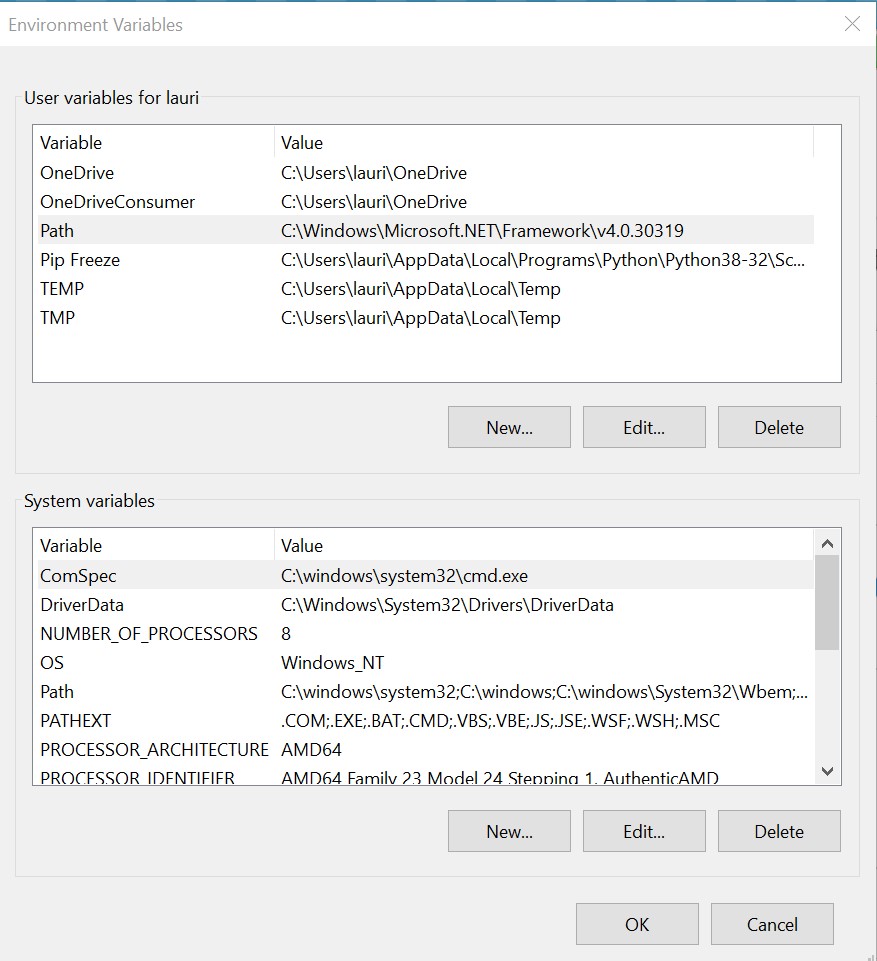 Environment Variables
User variables for lauri
Variable Value
OneDrive C:\Users\lauri\OneDrive
OneDriveConsumer C:\Users\lauri\OneDrive
Path C:\Windows\Microsoft.NET\Framework\v4.0.30319
Pip Freeze C:\Users\lauri\AppData\Local\Programs\Python\Python38-32\Sc...
TEMP C:\Users\lauri\AppData\Local\Temp
TMP C:\Users\lauri\AppData\Local\Temp
New... Edit... Delete
System variables
Variable Value
ComSpec C:\windows\system32\cmd.exe
DriverData C:\Windows\System32\Drivers\DriverData
NUMBER_OF_PROCESSORS 8
OS Windows_NT
Path C:\windows\system32;C:\windows;C:\windows\System32\Wbem;...
PATHEXT .COM;.EXE;.BAT;.CMD;.VBS;.VBE;.JS;.JSE;.WSF;.WSH;.MSC
PROCESSOR_ARCHITECTURE AMD64
PROCESSOR_IDENTIFIER AMD64 Family 23 Model 24 Stepping 1, AuthenticAMD
New... Edit... Delete
OK Cancel